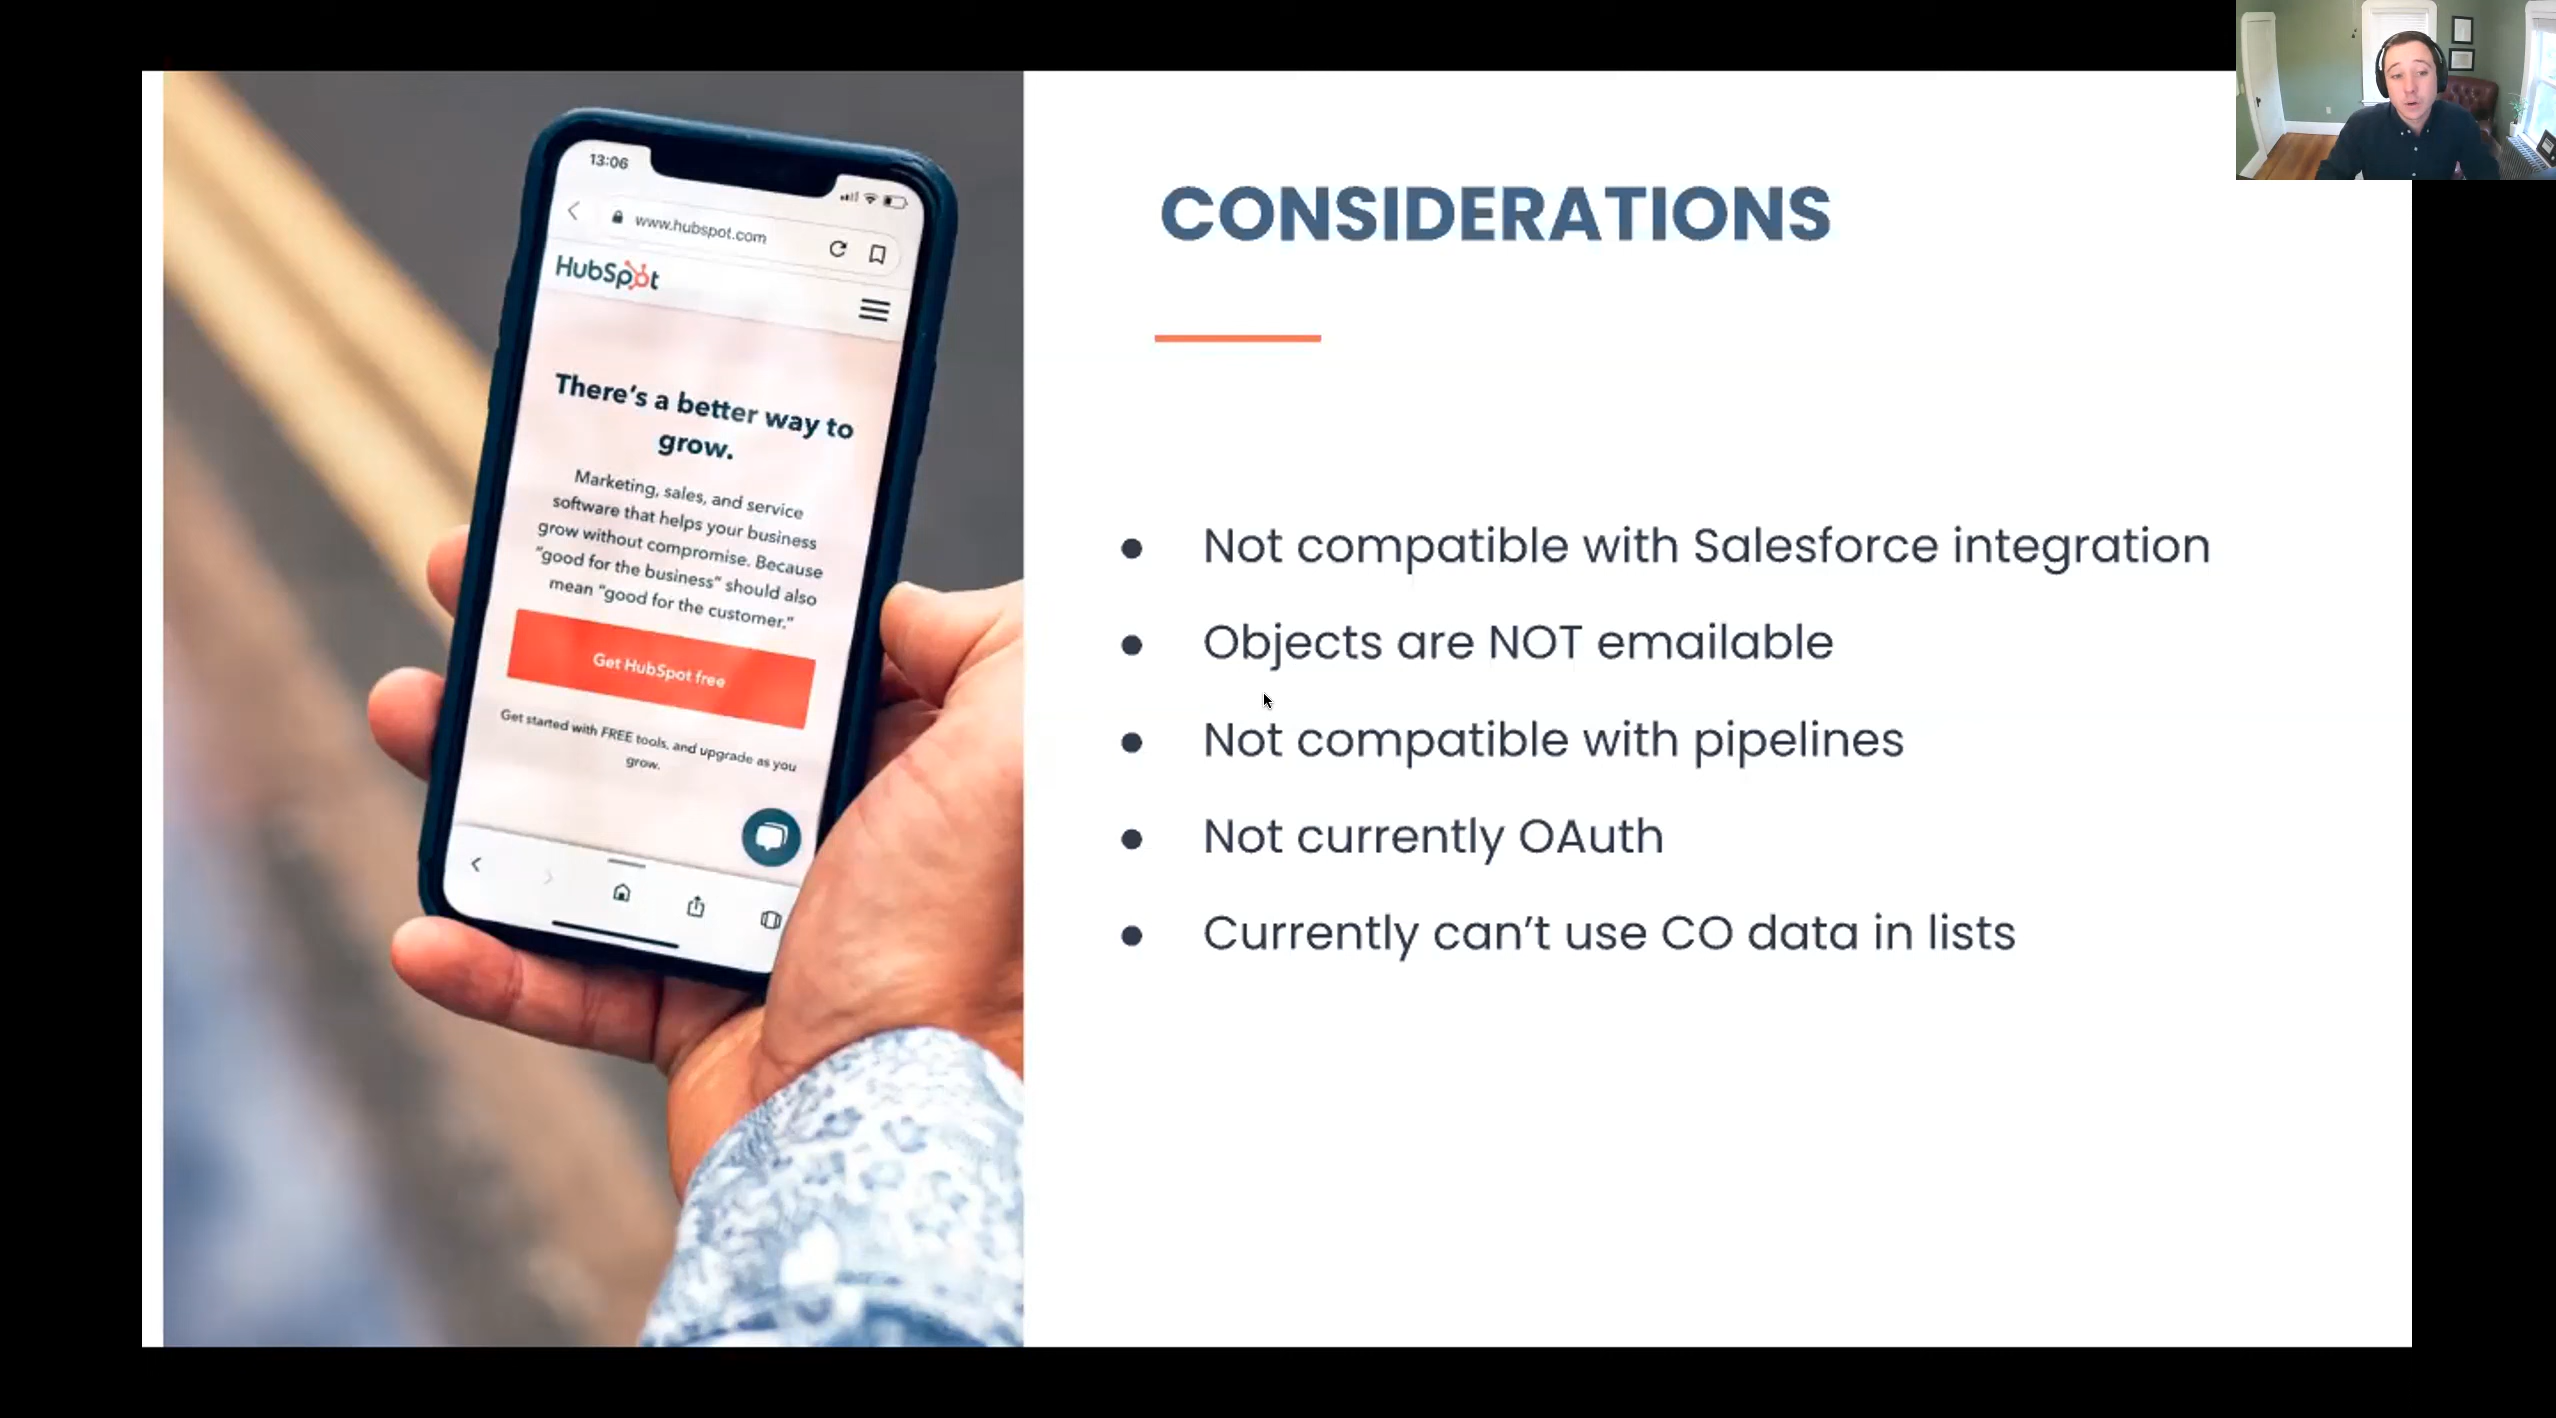 13:06
www.hubspot.com
HubSpot
There's a better way to
grow.
Marketing, sales, and service
software that helps your business
grow without compromise. Because
"good for the business" should also
mean "good for the customer."
Get HubSpot free
Get started with FREE tools, and upgrade as you
grow.
CONSIDERATIONS
● Not compatible with Salesforce integration
● Objects are NOT emailable
● Not compatible with pipelines
● Not currently OAuth
● Currently can't use CO data in lists